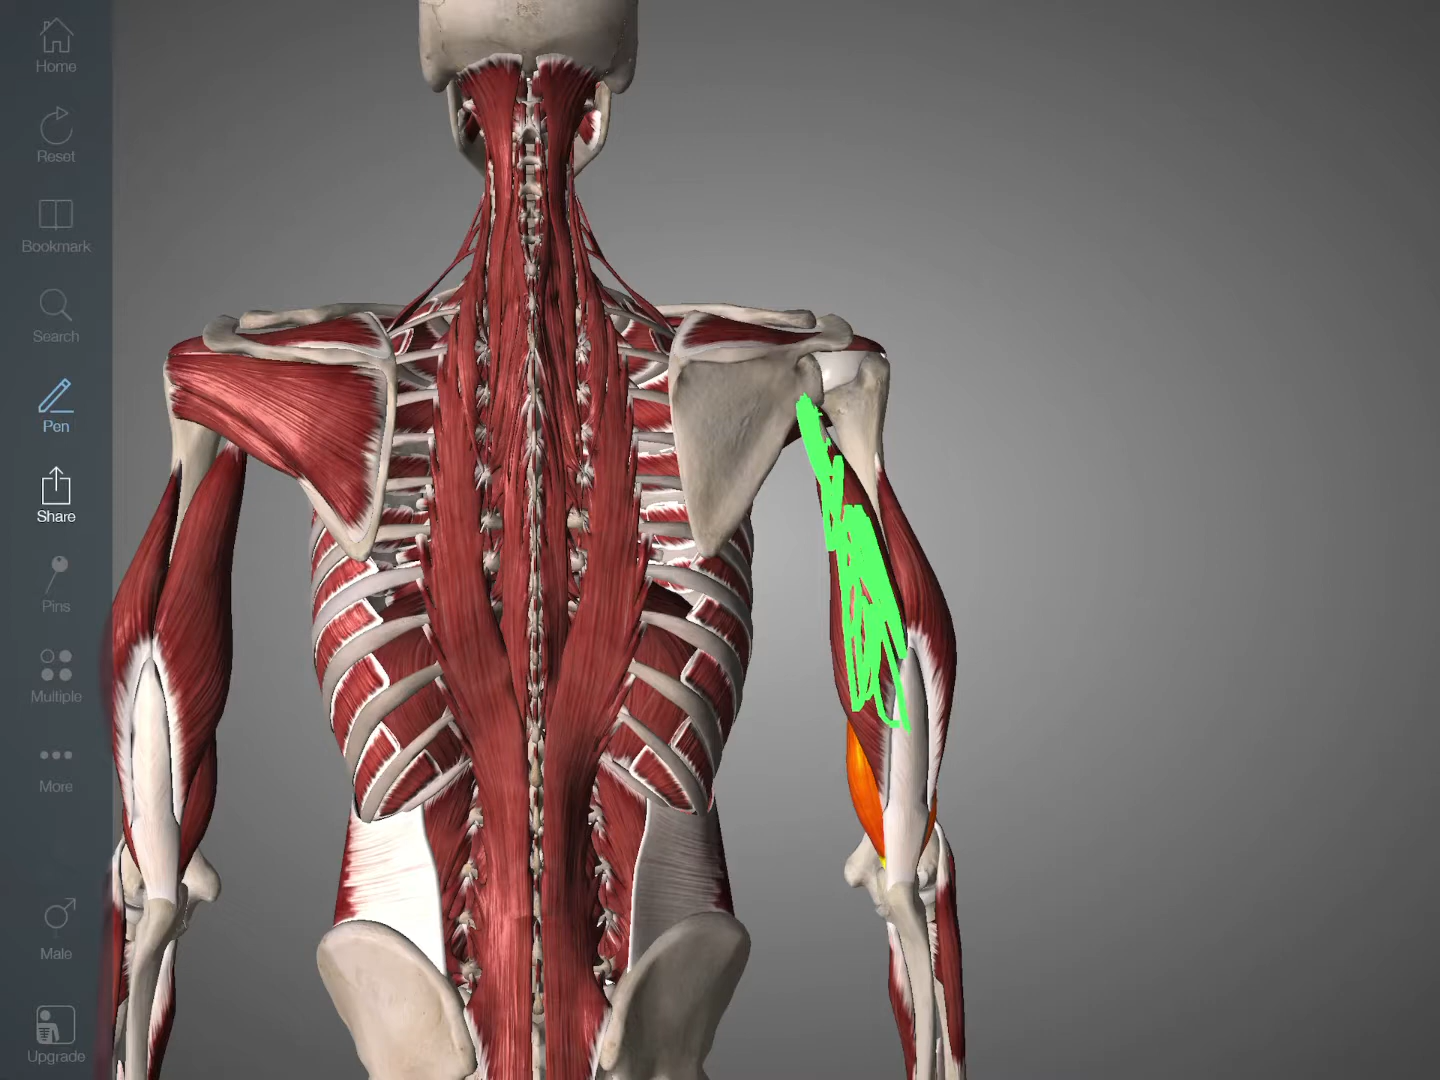 Home
Reset
Bookmark
Search
Pen
Share
Pins
Multiple
More
Male
Upgrade